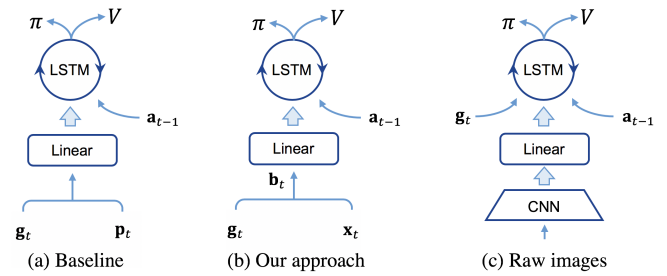 π V
LSTM
a_{t−1}
Linear
g_t p_t
(a) Baseline
π V
LSTM
a_{t−1}
Linear
b_t
g_t x_t
(b) Our approach
π V
LSTM
g_t a_{t−1}
Linear
CNN
(c) Raw images